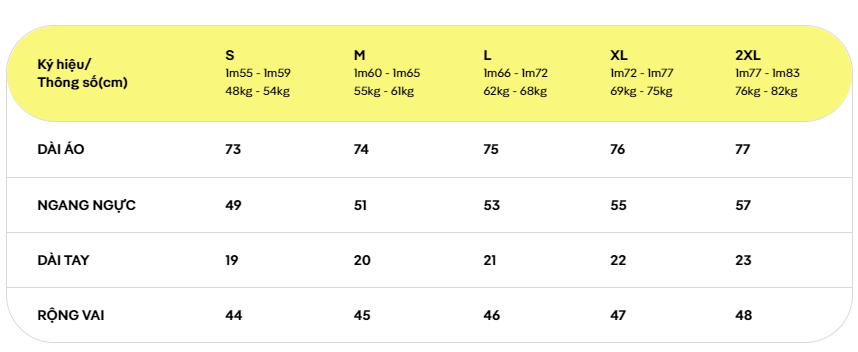 Ký hiệu/ Thông số(cm) S M L XL 2XL
1m55 - 1m59 1m60 - 1m65 1m66 - 1m72 1m72 - 1m77 1m77 - 1m83
48kg - 54kg 55kg - 61kg 62kg - 68kg 69kg - 75kg 76kg - 82kg
DÀI ÁO 73 74 75 76 77
NGANG NGỰC 49 51 53 55 57
DÀI TAY 19 20 21 22 23
RỘNG VAI 44 45 46 47 48